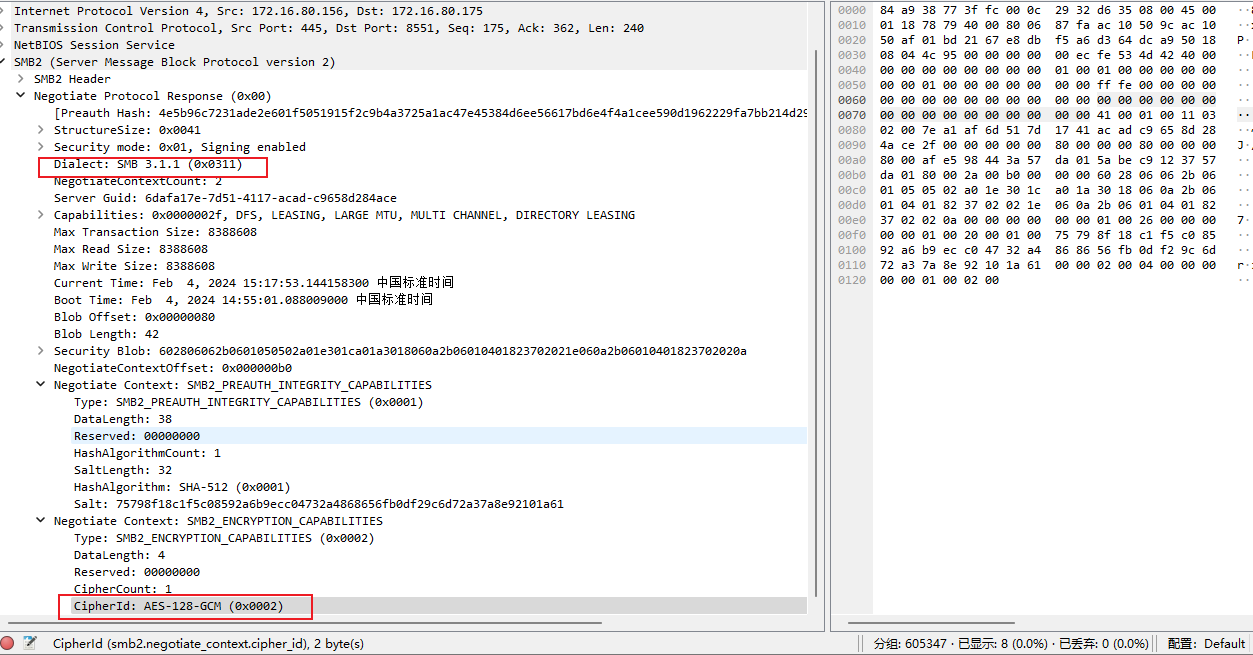 Internet Protocol Version 4, Src: 172.16.80.156, Dst: 172.16.80.175
Transmission Control Protocol, Src Port: 445, Dst Port: 8551, Seq: 175, Ack: 362, Len: 240
NetBIOS Session Service
SMB2 (Server Message Block Protocol version 2)
SMB2 Header
Negotiate Protocol Response (0x00)
[Preauth Hash: 4e5b96c7231ade2e601f5051915f2c9b4a3725a1ac47e45384d6ee56617bd6e4f4a1cee590d1962229fa7bb214d29
StructureSize: 0x0041
Security mode: 0x01, Signing enabled
Dialect: SMB 3.1.1 (0x0311)
NegotiateContextCount: 2
Server Guid: 6dafa17e-7d51-4117-acad-c9658d284ace
Capabilities: 0x0000002f, DFS, LEASING, LARGE MTU, MULTI CHANNEL, DIRECTORY LEASING
Max Transaction Size: 8388608
Max Read Size: 8388608
Max Write Size: 8388608
Current Time: Feb  4, 2024 15:17:53.144158300 中国标准时间
Boot Time: Feb  4, 2024 14:55:01.088009000 中国标准时间
Blob Offset: 0x00000080
Blob Length: 42
Security Blob: 602806062b0601050502a01e301ca01a3018060a2b06010401823702021e060a2b06010401823702020a
NegotiateContextOffset: 0x000000b0
Negotiate Context: SMB2_PREAUTH_INTEGRITY_CAPABILITIES
Type: SMB2_PREAUTH_INTEGRITY_CAPABILITIES (0x0001)
DataLength: 38
Reserved: 00000000
HashAlgorithmCount: 1
SaltLength: 32
HashAlgorithm: SHA-512 (0x0001)
Salt: 75798f18c1f5c08592a6b9ecc04732a4868656fb0df29c6d72a37a8e92101a61
Negotiate Context: SMB2_ENCRYPTION_CAPABILITIES
Type: SMB2_ENCRYPTION_CAPABILITIES (0x0002)
DataLength: 4
Reserved: 00000000
CipherCount: 1
CipherId: AES-128-GCM (0x0002)
0000 84 a9 38 77 3f fc 00 0c 29 32 d6 35 08 00 45 00
0010 01 18 78 79 40 00 80 06 87 fa ac 10 50 9c ac 10
0020 50 af 01 bd 21 67 e8 db f5 a6 d3 64 dc a9 50 18 P
0030 08 04 4c 95 00 00 00 00 00 ec fe 53 4d 42 40 00
0040 00 00 00 00 00 00 00 00 01 00 01 00 00 00 00 00
0050 00 00 01 00 00 00 00 00 00 00 ff fe 00 00 00 00
0060 00 00 00 00 00 00 00 00 00 00 00 00 00 00 00 00
0070 00 00 00 00 00 00 00 00 00 00 41 00 01 00 11 03
0080 02 00 7e a1 af 6d 51 7d 17 41 ac ad c9 65 8d 28
0090 4a ce 2f 00 00 00 00 00 80 00 00 00 80 00 00 00 J
00a0 80 00 afe5 98 44 3a 57 da 01 5a be c9 12 37 57
00b0 da 01 80 00 2a 00 b0 00 00 00 60 28 06 06 2b 06
00c0 01 05 05 02 a0 1e 30 1c a0 1a 30 18 06 0a 2b 06
00d0 01 04 01 82 37 02 02 1e 06 0a 2b 06 01 04 01 82
00e0 37 02 02 0a 00 00 00 00 00 00 01 00 26 00 00 00 7
00f0 00 00 01 00 20 00 01 00 75 79 8f 18 c1 f5 c0 85
0100 92 a6 b9 ec c0 47 32 a4 86 86 56 fb 0d f2 9c 6d
0110 72 a3 7a 8e 92 10 1a 61 00 00 02 00 04 00 00 00 r
0120 00 00 01 00 02 00
CipherId (smb2.negotiate_context.cipher_id), 2 byte(s)
分组: 605347 · 已显示: 8 (0.0%) · 已丢弃: 0 (0.0%)
配置: Default